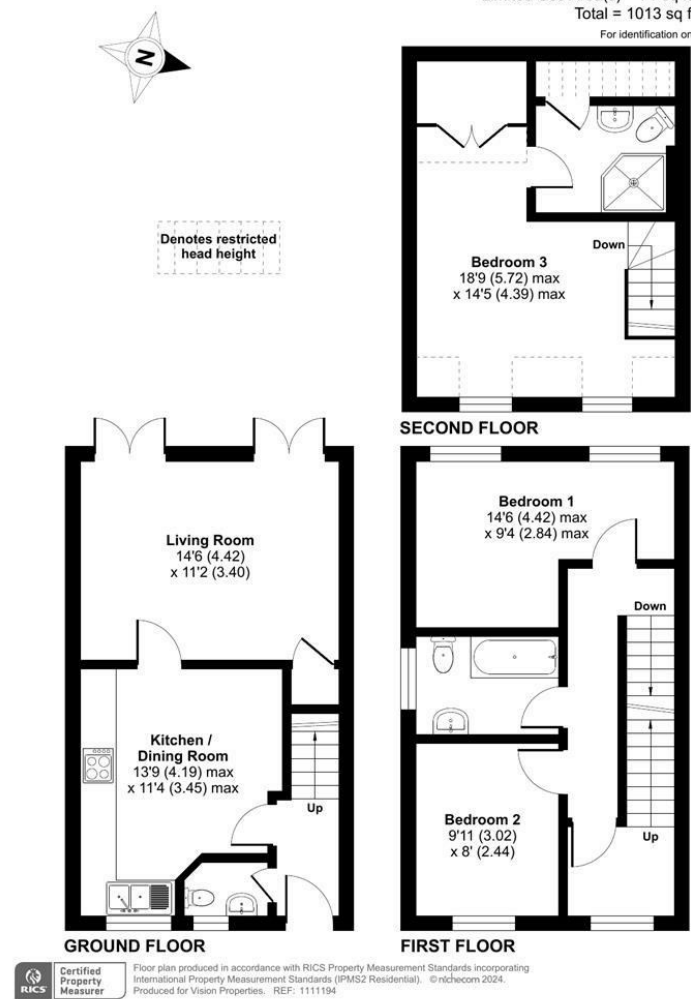 Total = 1013 sq f
For identification on
N
Denotes restricted
head height
Bedroom 3
18'9 (5.72) max
x 14'5 (4.39) max
Down
SECOND FLOOR
Living Room
14'6 (4.42)
x 11'2 (3.40)
Kitchen /
Dining Room
13'9 (4.19) max
x 11'4 (3.45) max
Up
GROUND FLOOR
Bedroom 1
14'6 (4.42) max
x 9'4 (2.84) max
Down
Bedroom 2
9'11 (3.02)
x 8' (2.44)
Up
FIRST FLOOR
RICS
Certified
Property
Measurer
Floor plan produced in accordance with RICS Property Measurement Standards incorporating
International Property Measurement Standards (IPMS2 Residential). © nichecom 2024.
Produced for Vision Properties. REF: 1111194